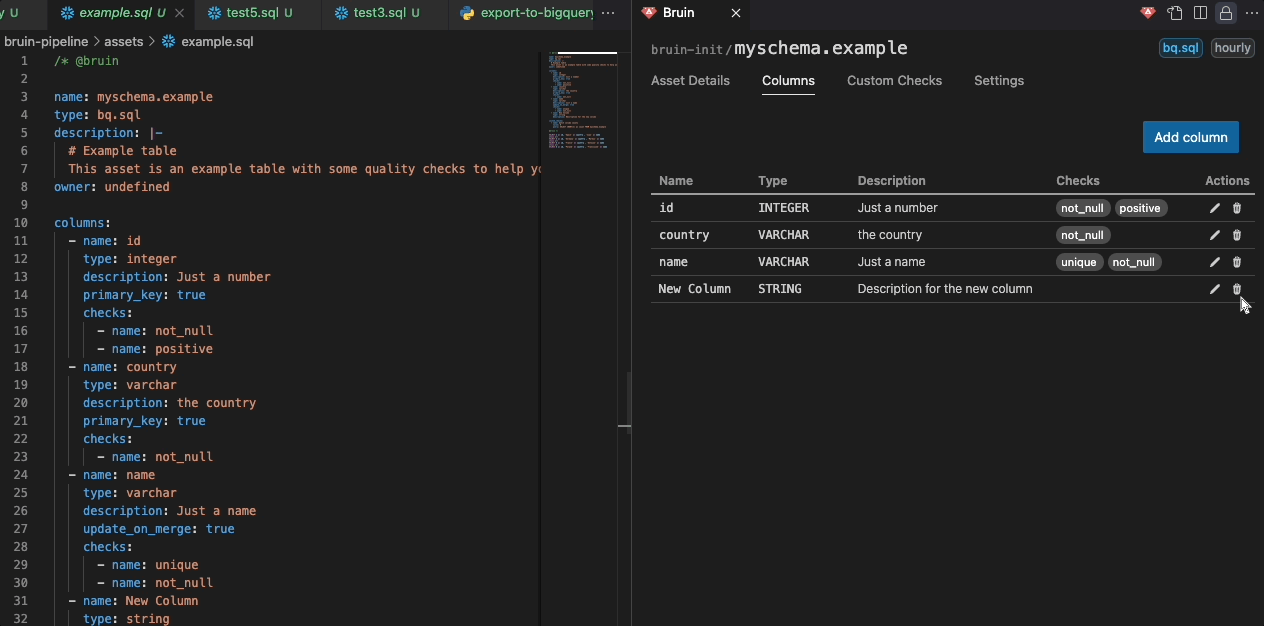 y U example.sql U test5.sql U test3.sql U export-to-bigquery
bruin-pipeline > assets > example.sql
1 /* @bruin
2
3 name: myschema.example
4 type: bq.sql
5 description: |-
6 # Example table
7 This asset is an example table with some quality checks to help yo
8 owner: undefined
9
10 columns:
11 - name: id
12 type: integer
13 description: Just a number
14 primary_key: true
15 checks:
16 - name: not_null
17 - name: positive
18 - name: country
19 type: varchar
20 description: the country
21 primary_key: true
22 checks:
23 - name: not_null
24 - name: name
25 type: varchar
26 description: Just a name
27 update_on_merge: true
28 checks:
29 - name: unique
30 - name: not_null
31 - name: New Column
32 type: string
Bruin
bruin-init/myschema.example bq.sql hourly
Asset Details Columns Custom Checks Settings
Add column
Name Type Description Checks Actions
id INTEGER Just a number not_null positive
country VARCHAR the country not_null
name VARCHAR Just a name unique not_null
New Column STRING Description for the new column